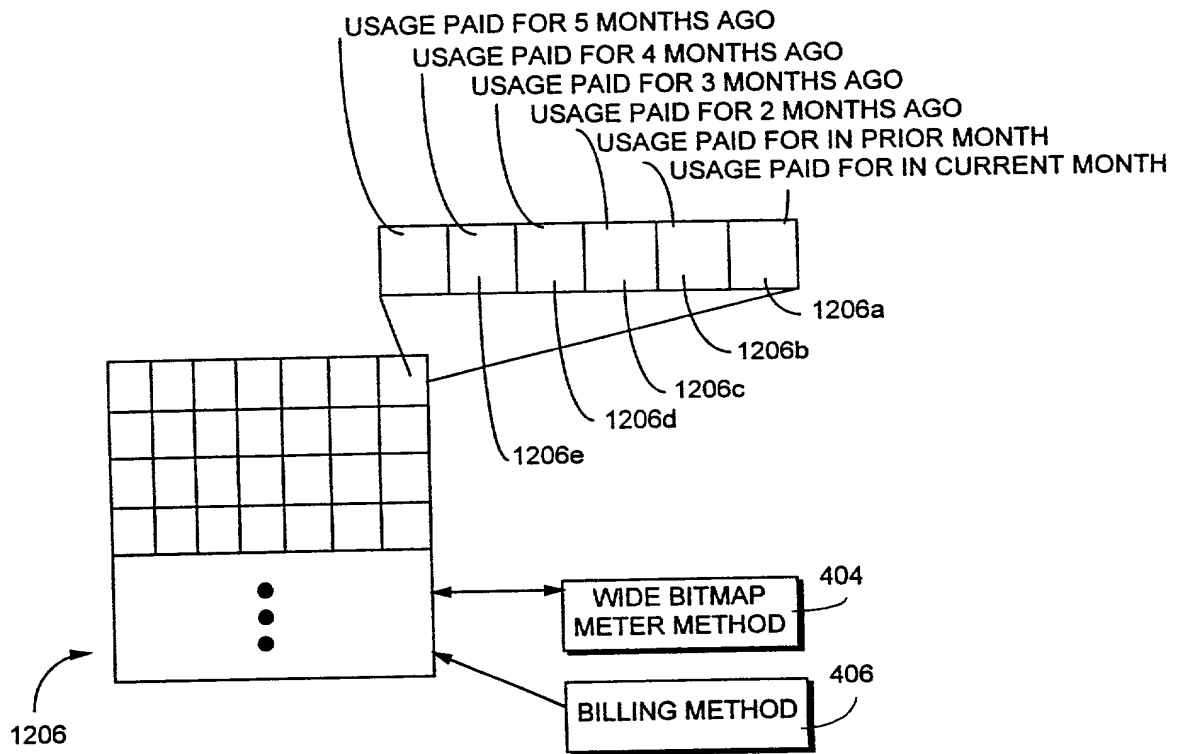 USAGE PAID FOR 5 MONTHS AGO
USAGE PAID FOR 4 MONTHS AGO
USAGE PAID FOR 3 MONTHS AGO
USAGE PAID FOR 2 MONTHS AGO
USAGE PAID FOR IN PRIOR MONTH
USAGE PAID FOR IN CURRENT MONTH
1206a
1206b
1206c
1206d
1206e
404
WIDE BITMAP
METER METHOD
406
BILLING METHOD
1206